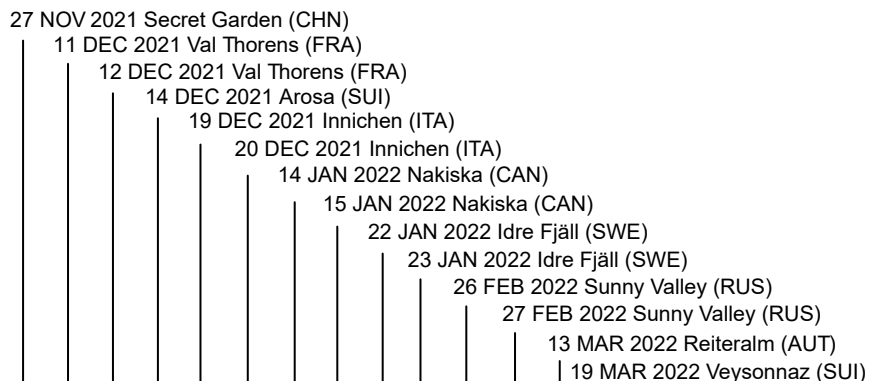 27 NOV 2021 Secret Garden (CHN)
11 DEC 2021 Val Thorens (FRA)
12 DEC 2021 Val Thorens (FRA)
14 DEC 2021 Arosa (SUI)
19 DEC 2021 Innichen (ITA)
20 DEC 2021 Innichen (ITA)
14 JAN 2022 Nakiska (CAN)
15 JAN 2022 Nakiska (CAN)
22 JAN 2022 Idre Fjäll (SWE)
23 JAN 2022 Idre Fjäll (SWE)
26 FEB 2022 Sunny Valley (RUS)
27 FEB 2022 Sunny Valley (RUS)
13 MAR 2022 Reiteralm (AUT)
19 MAR 2022 Veysonnaz (SUI)